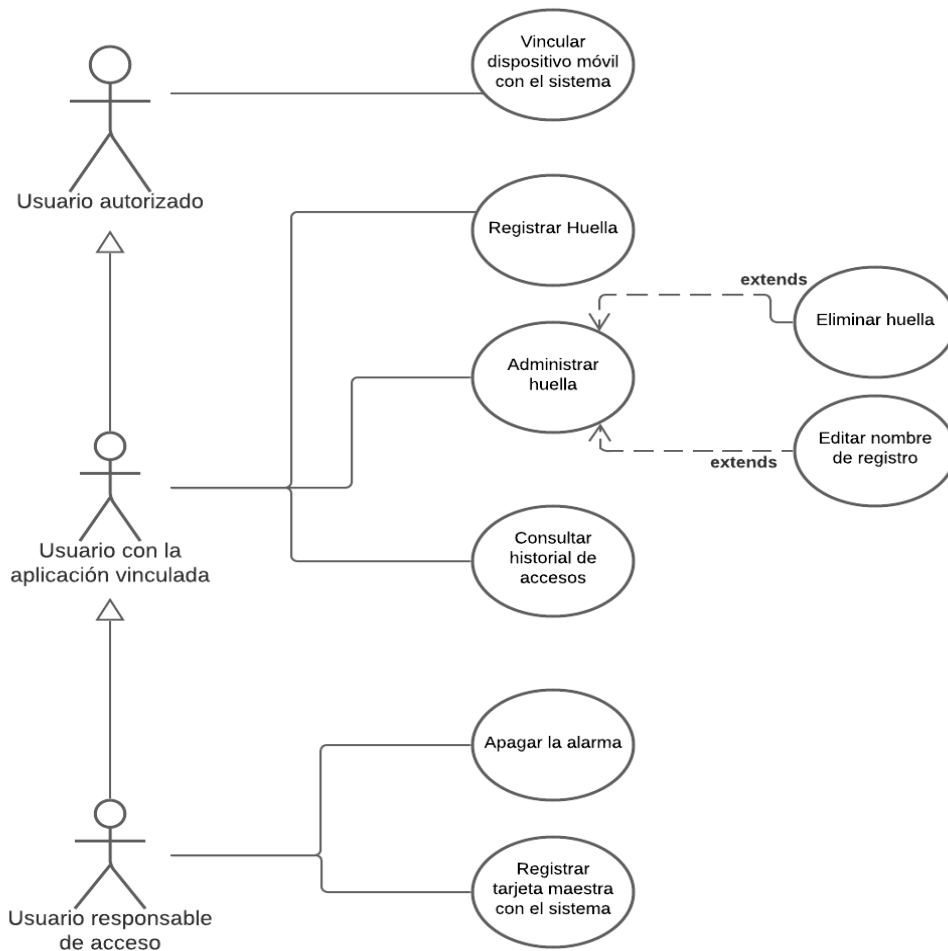 Vincular
dispositivo móvil
con el sistema
Usuario autorizado
Registrar Huella
extends
Eliminar huella
Administrar
huella
Editar nombre
de registro
extends
Usuario con la
aplicación vinculada
Consultar
historial de
accesos
Apagar la alarma
Registrar
tarjeta maestra
con el sistema
Usuario responsable
de acceso